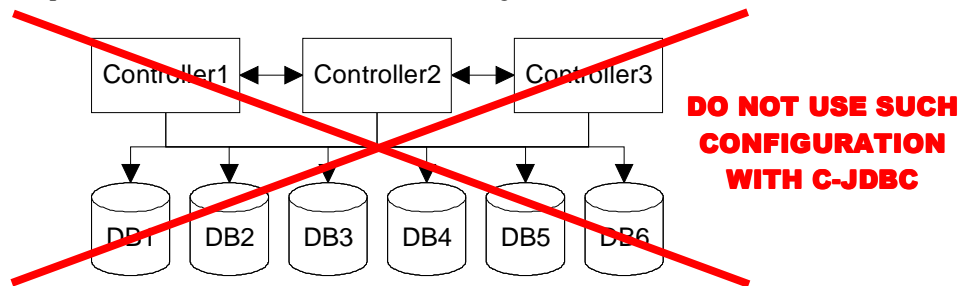 Controller1
Controller2
Controller3
DO NOT USE SUCH
CONFIGURATION
WITH C-JDBC
DB1
DB2
DB3
DB4
DB5
DB6